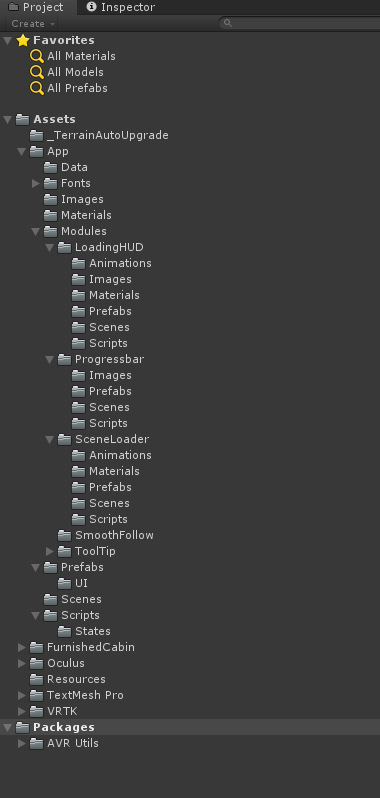 Project Inspector
Create
Favorites
All Materials
All Models
All Prefabs
Assets
_TerrainAutoUpgrade
App
Data
Fonts
Images
Materials
Modules
LoadingHUD
Animations
Images
Materials
Prefabs
Scenes
Scripts
Progressbar
Images
Prefabs
Scenes
Scripts
SceneLoader
Animations
Materials
Prefabs
Scenes
Scripts
SmoothFollow
ToolTip
Prefabs
UI
Scenes
Scripts
States
FurnishedCabin
Oculus
Resources
TextMesh Pro
VRTK
Packages
AVR Utils